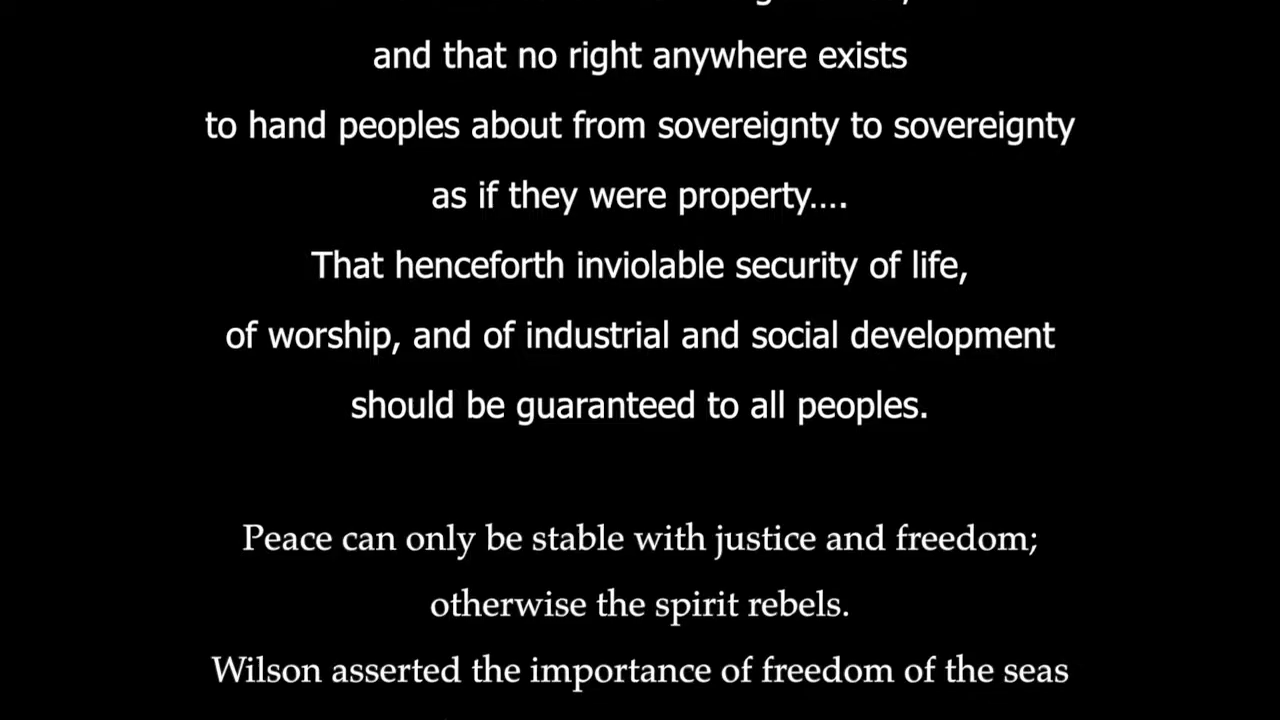 and that no right anywhere exists
to hand peoples about from sovereignty to sovereignty
as if they were property....
That henceforth inviolable security of life,
of worship, and of industrial and social development
should be guaranteed to all peoples.
Peace can only be stable with justice and freedom;
otherwise the spirit rebels.
Wilson asserted the importance of freedom of the seas